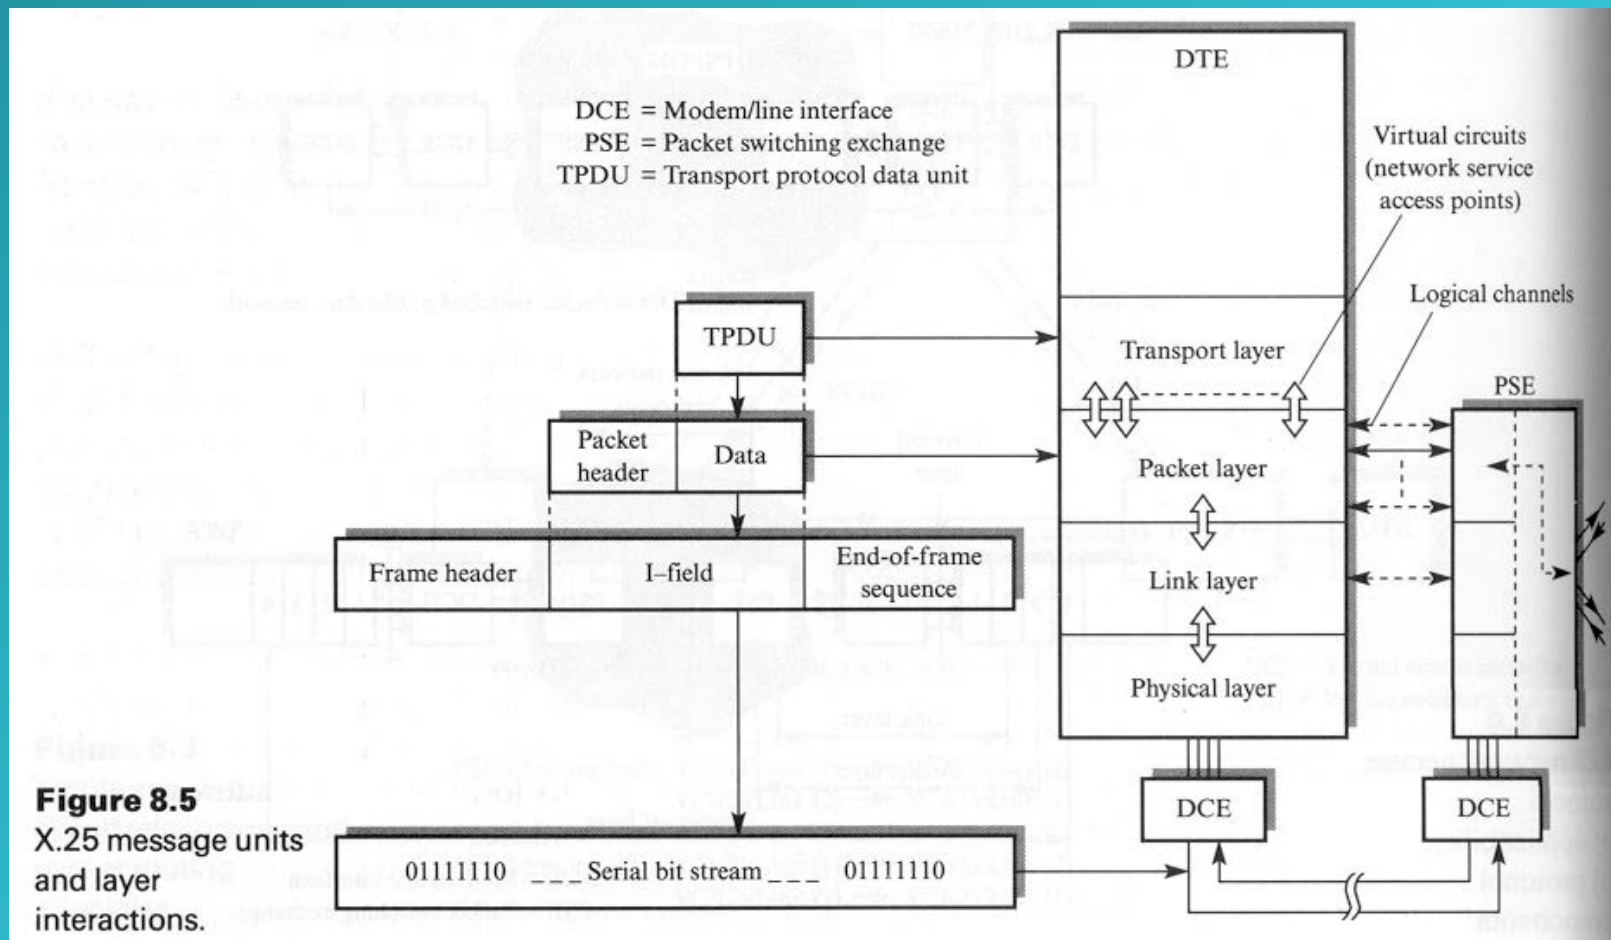 DCE = Modem/line interface
PSE = Packet switching exchange
TPDU = Transport protocol data unit
DTE
Virtual circuits
(network service
access points)
Logical channels
TPDU
Transport layer
PSE
Packet
header
Data
Packet layer
Frame header
I–field
End-of-frame
sequence
Link layer
Physical layer
DCE
DCE
01111110 _ _ _ Serial bit stream _ _ _ 01111110
Figure 8.5
X.25 message units
and layer
interactions.